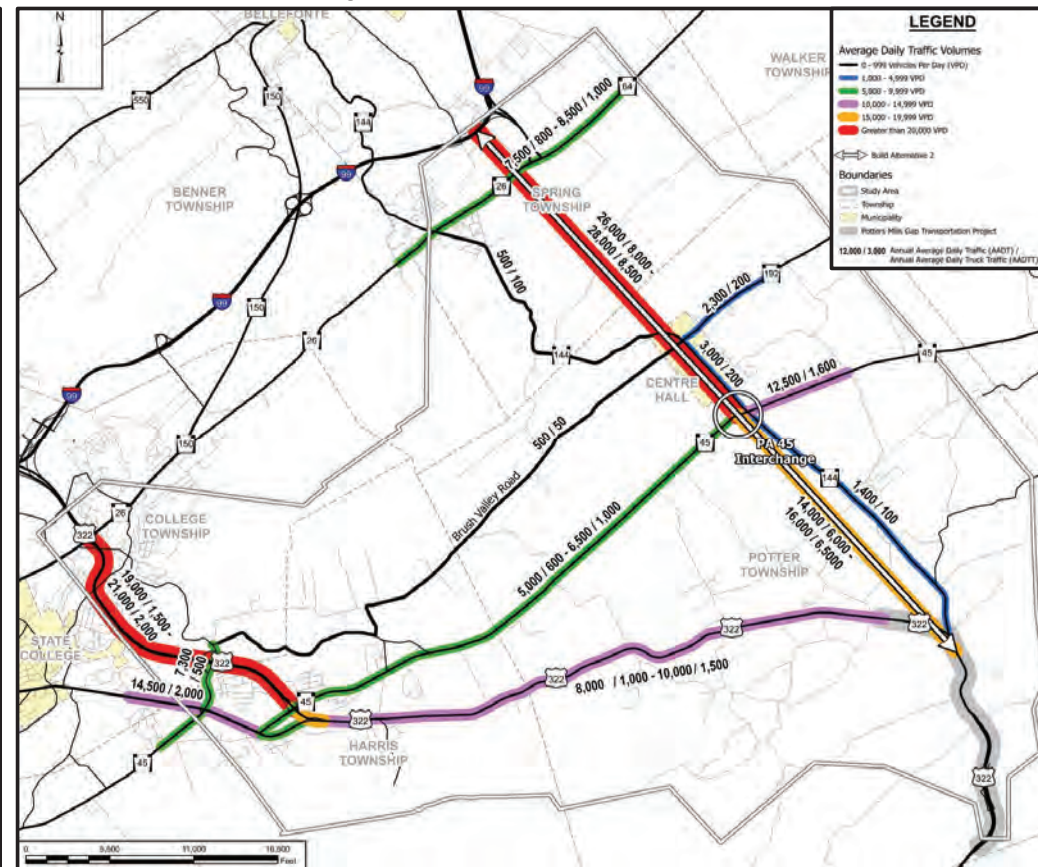 N
BELLEFONTE
550
150
99
64
WALKER
TOWNSHIP
144
7,500 / 800 - 8,500 / 1,000
150
99
26
SPRING
TOWNSHIP
BENNER
TOWNSHIP
26,000 / 8,000 -
28,000 / 8,500
500 / 100
99
150
192
2,300 / 200
26
144
3,000 / 200
45
CENTRE
HALL
12,500 / 1,600
99
500 / 50
PA 45
Interchange
150
45
144
Brush Valley Road
1,400 / 100
14,000 / 6,000 -
16,000 / 6,5000
26
COLLEGE
TOWNSHIP
322
5,000 / 600 - 6,500 / 1,000
POTTER
TOWNSHIP
19,000 / 1,500 -
21,000 / 2,000
322
322
STATE
COLLEGE
7,300
/ 500
322
322
14,500 / 2,000
8,000 / 1,000 - 10,000 / 1,500
45
322
HARRIS
TOWNSHIP
45
322
0 5,500 11,000 16,500
Feet
LEGEND
Average Daily Traffic Volumes
0 - 999 Vehicles Per Day (VPD)
1,000 - 4,999 VPD
5,000 - 9,999 VPD
10,000 - 14,999 VPD
15,000 - 19,999 VPD
Greater than 20,000 VPD
Build Alternative 2
Boundaries
Study Area
Township
Municipality
Potters Mills Gap Transportation Project
12,000 / 3,000 Annual Average Daily Traffic (AADT) /
Annual Average Daily Truck Traffic (AADTT)